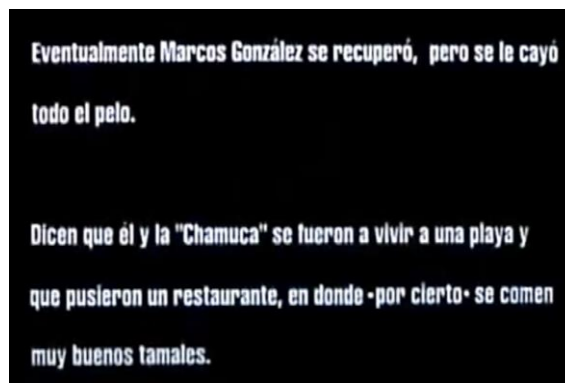 Eventualmente Marcos González se recuperó, pero se le cayó
todo el pelo.
Dicen que él y la "Chamuca" se fueron a vivir a una playa y
que pusieron un restaurante, en donde -por cierto- se comen
muy buenos tamales.